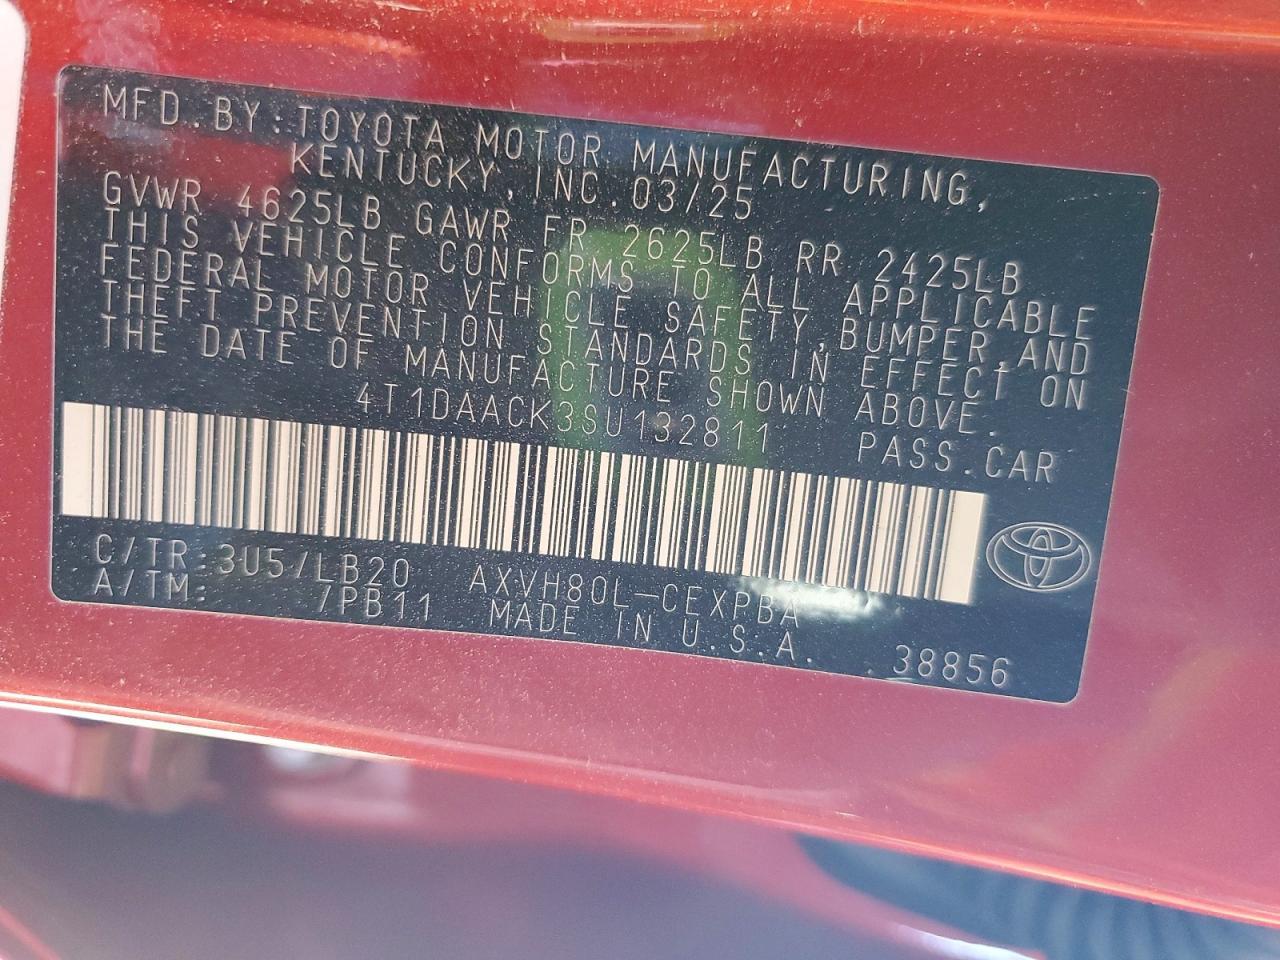 MFD. BY: TOYOTA MOTOR MANUFACTURING,
KENTUCKY, INC. 03/25
GVWR 4625LB GAWR FR 2625LB RR 2425LB
THIS VEHICLE CONFORMS TO ALL APPLICABLE
FEDERAL MOTOR VEHICLE SAFETY, BUMPER, AND
THEFT PREVENTION STANDARDS IN EFFECT ON
THE DATE OF MANUFACTURE SHOWN ABOVE.
4T1DAACK3SU132811 PASS. CAR
C/TR: 3U5/LB20 AXVH80L-CEXPBA
A/TM: /PB11 MADE IN U.S.A. 38856